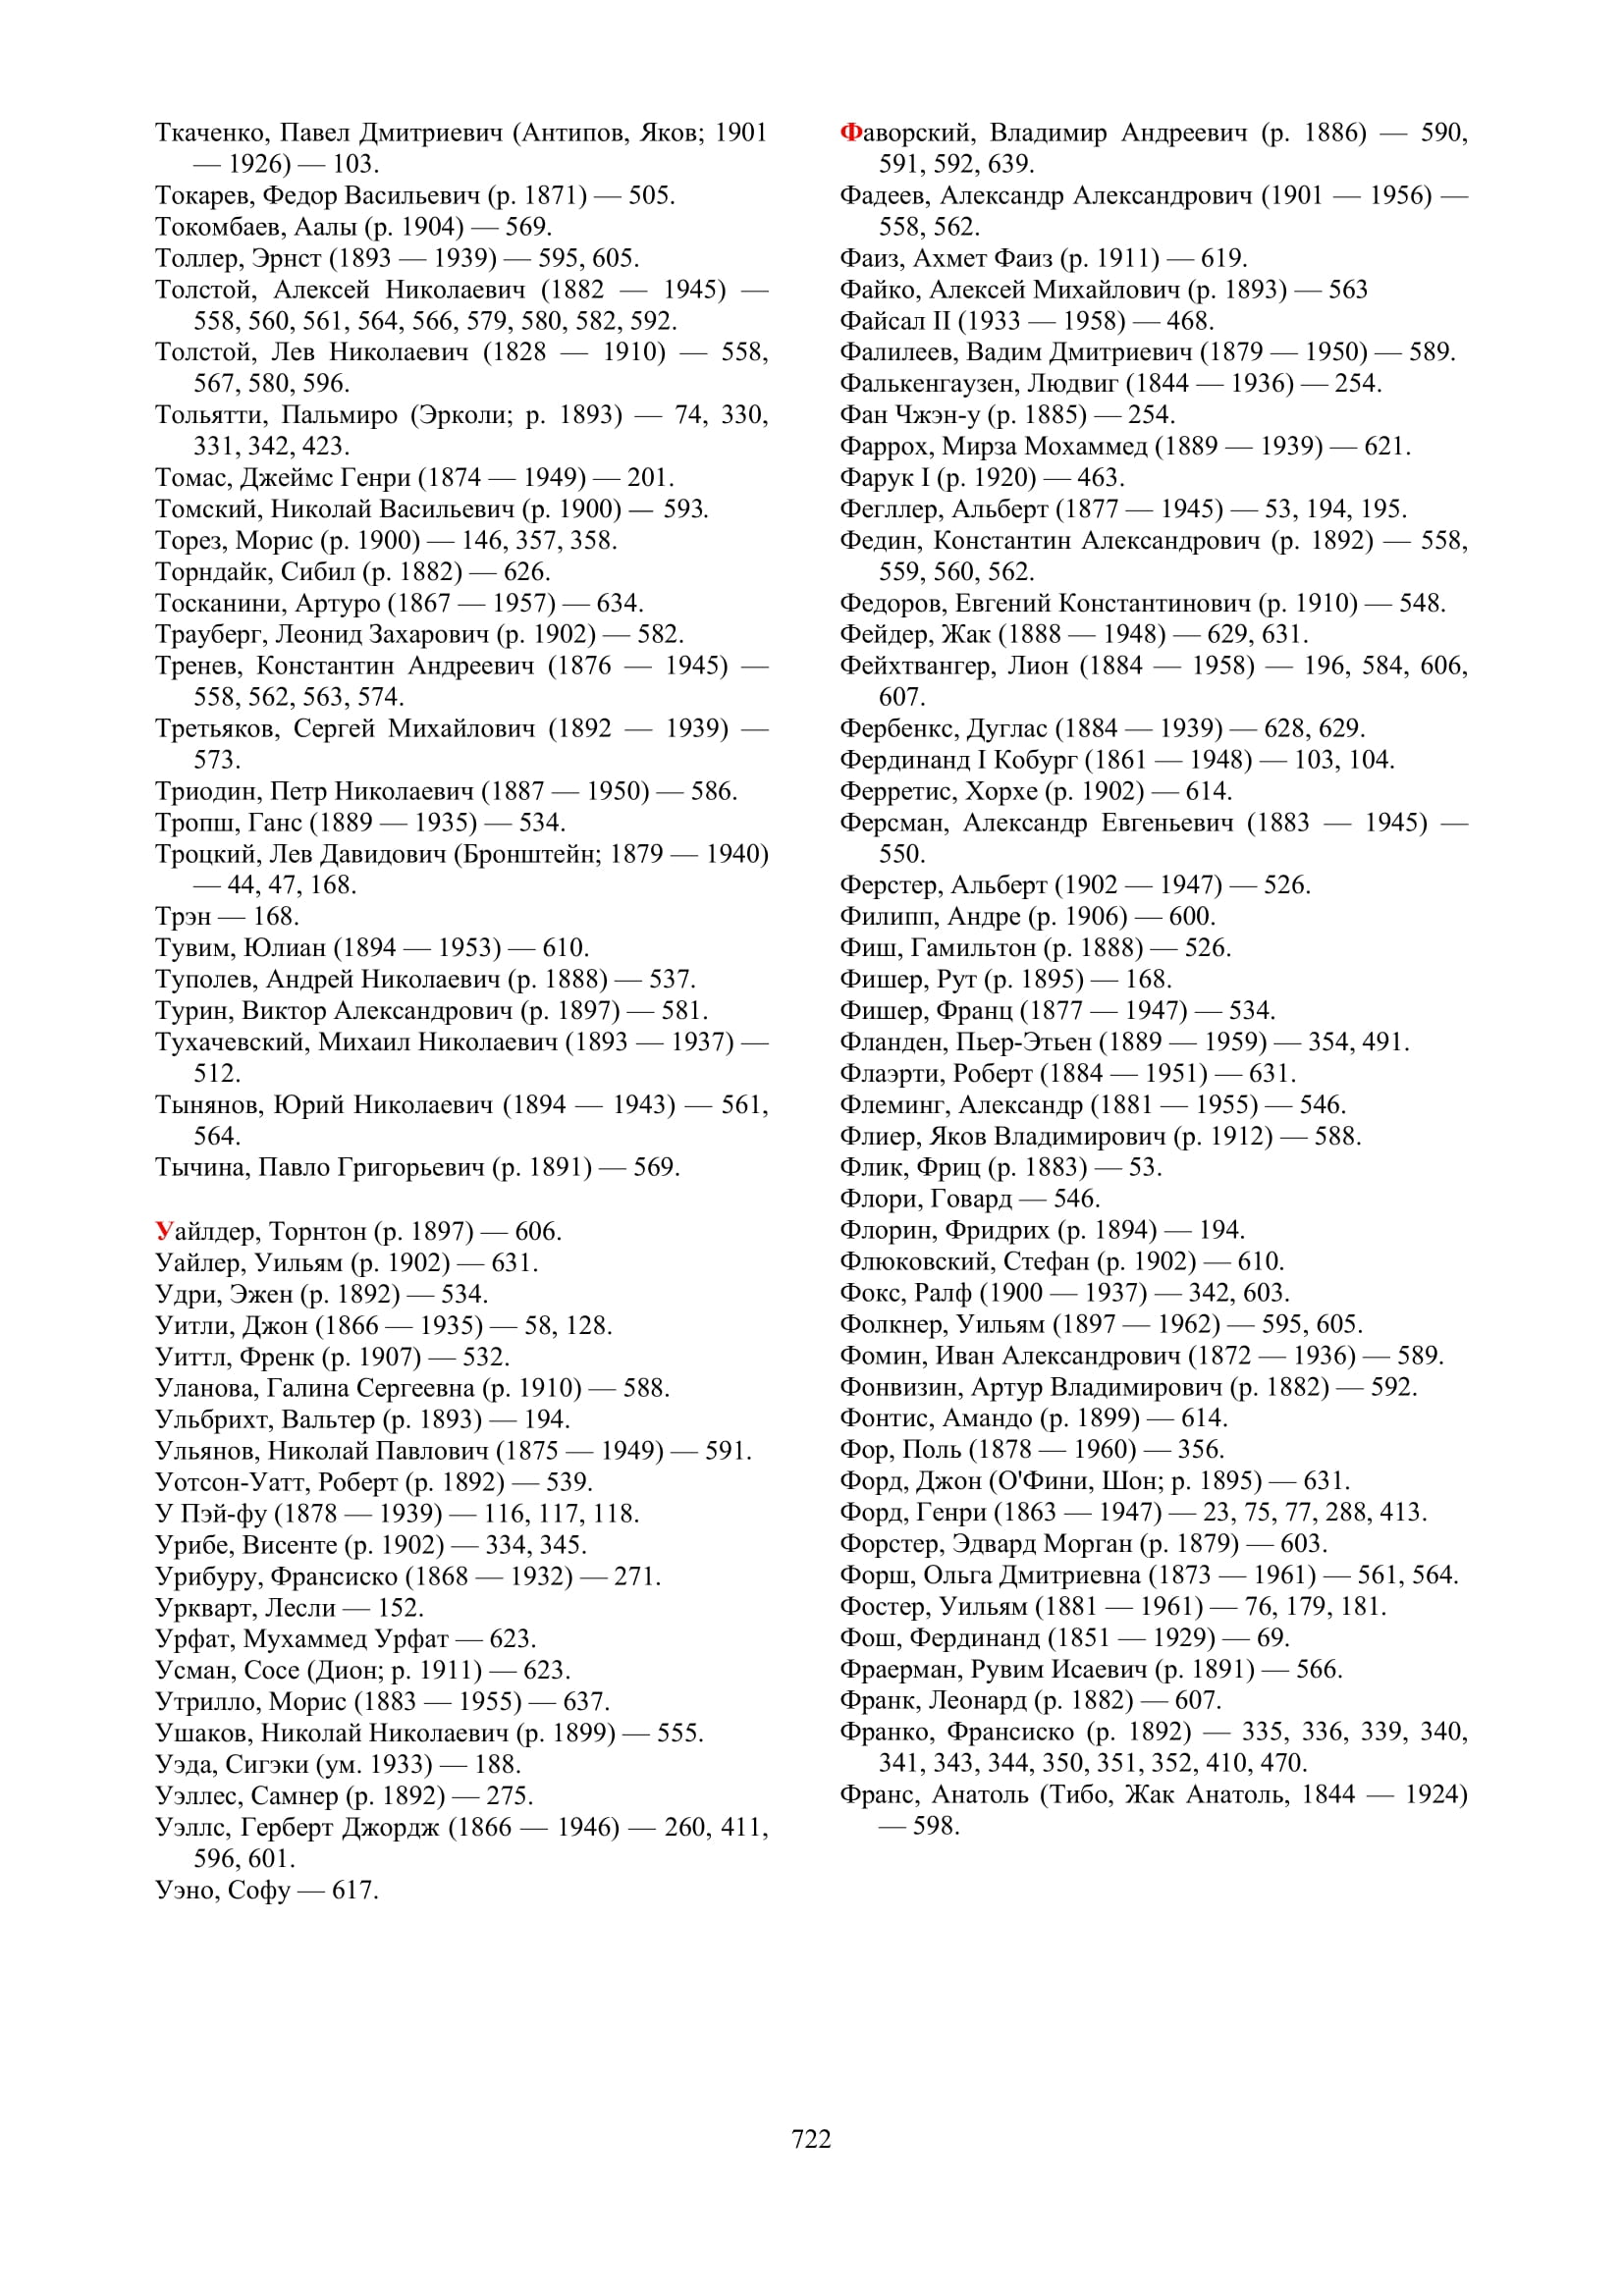 Ткаченко, Павел Дмитриевич (Антипов, Яков; 1901
— 1926) — 103.
Токарев, Федор Васильевич (р. 1871) — 505.
Токомбаев, Аалы (р. 1904) — 569.
Толлер, Эрнст (1893 — 1939) — 595, 605.
Толстой, Алексей Николаевич (1882 — 1945) —
558, 560, 561, 564, 566, 579, 580, 582, 592.
Толстой, Лев Николаевич (1828 — 1910) — 558,
567, 580, 596.
Тольятти, Пальмиро (Эрколи; р. 1893) — 74, 330,
331, 342, 423.
Томас, Джеймс Генри (1874 — 1949) — 201.
Томский, Николай Васильевич (р. 1900) — 593.
Торез, Морис (р. 1900) — 146, 357, 358.
Торндайк, Сибил (р. 1882) — 626.
Тосканини, Артуро (1867 — 1957) — 634.
Трауберг, Леонид Захарович (р. 1902) — 582.
Тренев, Константин Андреевич (1876 — 1945) —
558, 562, 563, 574.
Третьяков, Сергей Михайлович (1892 — 1939) —
573.
Триодин, Петр Николаевич (1887 — 1950) — 586.
Тропш, Ганс (1889 — 1935) — 534.
Троцкий, Лев Давидович (Бронштейн; 1879 — 1940)
— 44, 47, 168.
Трэн — 168.
Тувим, Юлиан (1894 — 1953) — 610.
Туполев, Андрей Николаевич (р. 1888) — 537.
Турин, Виктор Александрович (р. 1897) — 581.
Тухачевский, Михаил Николаевич (1893 — 1937) —
512.
Тынянов, Юрий Николаевич (1894 — 1943) — 561,
564.
Тычина, Павло Григорьевич (р. 1891) — 569.
Уайлдер, Торнтон (р. 1897) — 606.
Уайлер, Уильям (р. 1902) — 631.
Удри, Эжен (р. 1892) — 534.
Уитли, Джон (1866 — 1935) — 58, 128.
Уиттл, Френк (р. 1907) — 532.
Уланова, Галина Сергеевна (р. 1910) — 588.
Ульбрихт, Вальтер (р. 1893) — 194.
Ульянов, Николай Павлович (1875 — 1949) — 591.
Уотсон-Уатт, Роберт (р. 1892) — 539.
У Пэй-фу (1878 — 1939) — 116, 117, 118.
Урибе, Висенте (р. 1902) — 334, 345.
Урибуру, Франсиско (1868 — 1932) — 271.
Уркварт, Лесли — 152.
Урфат, Мухаммед Урфат — 623.
Усман, Сосе (Дион; р. 1911) — 623.
Утрилло, Морис (1883 — 1955) — 637.
Ушаков, Николай Николаевич (р. 1899) — 555.
Уэда, Сигэки (ум. 1933) — 188.
Уэллес, Самнер (р. 1892) — 275.
Уэллс, Герберт Джордж (1866 — 1946) — 260, 411,
596, 601.
Уэно, Софу — 617.
Фаворский, Владимир Андреевич (р. 1886) — 590,
591, 592, 639.
Фадеев, Александр Александрович (1901 — 1956) —
558, 562.
Фаиз, Ахмет Фаиз (р. 1911) — 619.
Файко, Алексей Михайлович (р. 1893) — 563
Файсал II (1933 — 1958) — 468.
Фалилеев, Вадим Дмитриевич (1879 — 1950) — 589.
Фалькенгаузен, Людвиг (1844 — 1936) — 254.
Фан Чжэн-у (р. 1885) — 254.
Фаррох, Мирза Мохаммед (1889 — 1939) — 621.
Фарук I (р. 1920) — 463.
Фегллер, Альберт (1877 — 1945) — 53, 194, 195.
Федин, Константин Александрович (р. 1892) — 558,
559, 560, 562.
Федоров, Евгений Константинович (р. 1910) — 548.
Фейдер, Жак (1888 — 1948) — 629, 631.
Фейхтвангер, Лион (1884 — 1958) — 196, 584, 606,
607.
Фербенкс, Дуглас (1884 — 1939) — 628, 629.
Фердинанд I Кобург (1861 — 1948) — 103, 104.
Ферретис, Хорхе (р. 1902) — 614.
Ферсман, Александр Евгеньевич (1883 — 1945) —
550.
Ферстер, Альберт (1902 — 1947) — 526.
Филипп, Андре (р. 1906) — 600.
Фиш, Гамильтон (р. 1888) — 526.
Фишер, Рут (р. 1895) — 168.
Фишер, Франц (1877 — 1947) — 534.
Фланден, Пьер-Этьен (1889 — 1959) — 354, 491.
Флаэрти, Роберт (1884 — 1951) — 631.
Флеминг, Александр (1881 — 1955) — 546.
Флиер, Яков Владимирович (р. 1912) — 588.
Флик, Фриц (р. 1883) — 53.
Флори, Говард — 546.
Флорин, Фридрих (р. 1894) — 194.
Флюковский, Стефан (р. 1902) — 610.
Фокс, Ралф (1900 — 1937) — 342, 603.
Фолкнер, Уильям (1897 — 1962) — 595, 605.
Фомин, Иван Александрович (1872 — 1936) — 589.
Фонвизин, Артур Владимирович (р. 1882) — 592.
Фонтис, Амандо (р. 1899) — 614.
Фор, Поль (1878 — 1960) — 356.
Форд, Джон (О'Фини, Шон; р. 1895) — 631.
Форд, Генри (1863 — 1947) — 23, 75, 77, 288, 413.
Форстер, Эдвард Морган (р. 1879) — 603.
Форш, Ольга Дмитриевна (1873 — 1961) — 561, 564.
Фостер, Уильям (1881 — 1961) — 76, 179, 181.
Фош, Фердинанд (1851 — 1929) — 69.
Фраерман, Рувим Исаевич (р. 1891) — 566.
Франк, Леонард (р. 1882) — 607.
Франко, Франсиско (р. 1892) — 335, 336, 339, 340,
341, 343, 344, 350, 351, 352, 410, 470.
Франс, Анатоль (Тибо, Жак Анатоль, 1844 — 1924)
— 598.
722